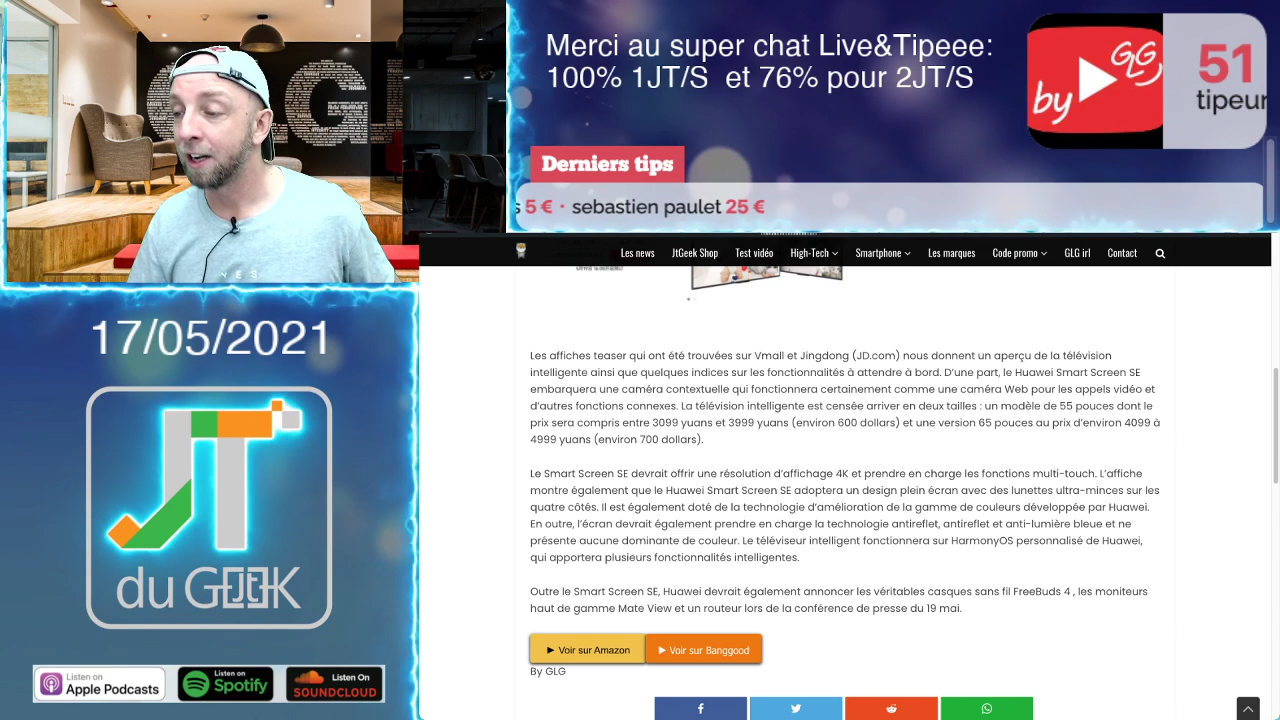 Merci au super chat Live&Tipeee:
100% 1JT/S et 7% pour 2JT/S
by GG
51
tipeur
Derniers tips
s 5 € • sebastien paulet 25 €
YES
Les news JtGeek Shop Test vidéo High-Tech Smartphone Les marques Code promo GLG irl Contact
17/05/2021
JT
du GEEK
Listen on
Apple Podcasts
Listen on
Spotify
Listen On
SOUNDCLOUD
Les affiches teaser qui ont été trouvées sur Vmall et Jingdong (JD.com) nous donnent un aperçu de la télévision
intelligente ainsi que quelques indices sur les fonctionnalités à attendre à bord. D’une part, le Huawei Smart Screen SE
embarquera une caméra contextuelle qui fonctionnera certainement comme une caméra Web pour les appels vidéo et
d’autres fonctions connexes. La télévision intelligente est censée arriver en deux tailles : un modèle de 55 pouces dont le
prix sera compris entre 3099 yuans et 3999 yuans (environ 600 dollars) et une version 65 pouces au prix d’environ 4099 à
4999 yuans (environ 700 dollars).
Le Smart Screen SE devrait offrir une résolution d’affichage 4K et prendre en charge les fonctions multi-touch. L’affiche
montre également que le Huawei Smart Screen SE adoptera un design plein écran avec des lunettes ultra-minces sur les
quatre côtés. Il est également doté de la technologie d’amélioration de la gamme de couleurs développée par Huawei.
En outre, l’écran devrait également prendre en charge la technologie antireflet, antireflet et anti-lumière bleue et ne
présente aucune dominante de couleur. Le téléviseur intelligent fonctionnera sur HarmonyOS personnalisé de Huawei,
qui apportera plusieurs fonctionnalités intelligentes.
Outre le Smart Screen SE, Huawei devrait également annoncer les véritables casques sans fil FreeBuds 4 , les moniteurs
haut de gamme Mate View et un routeur lors de la conférence de presse du 19 mai.
► Voir sur Amazon ► Voir sur Banggood
By GLG